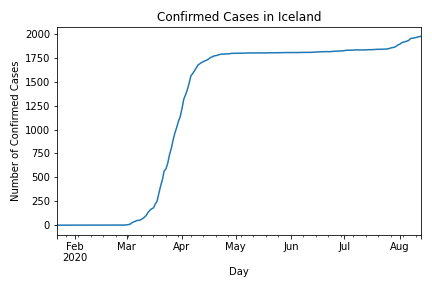 Confirmed Cases in Iceland
2000
1750
1500
1250
1000
750
500
250
0
Number of Confirmed Cases
Feb Mar Apr May Jun Jul Aug
2020
Day